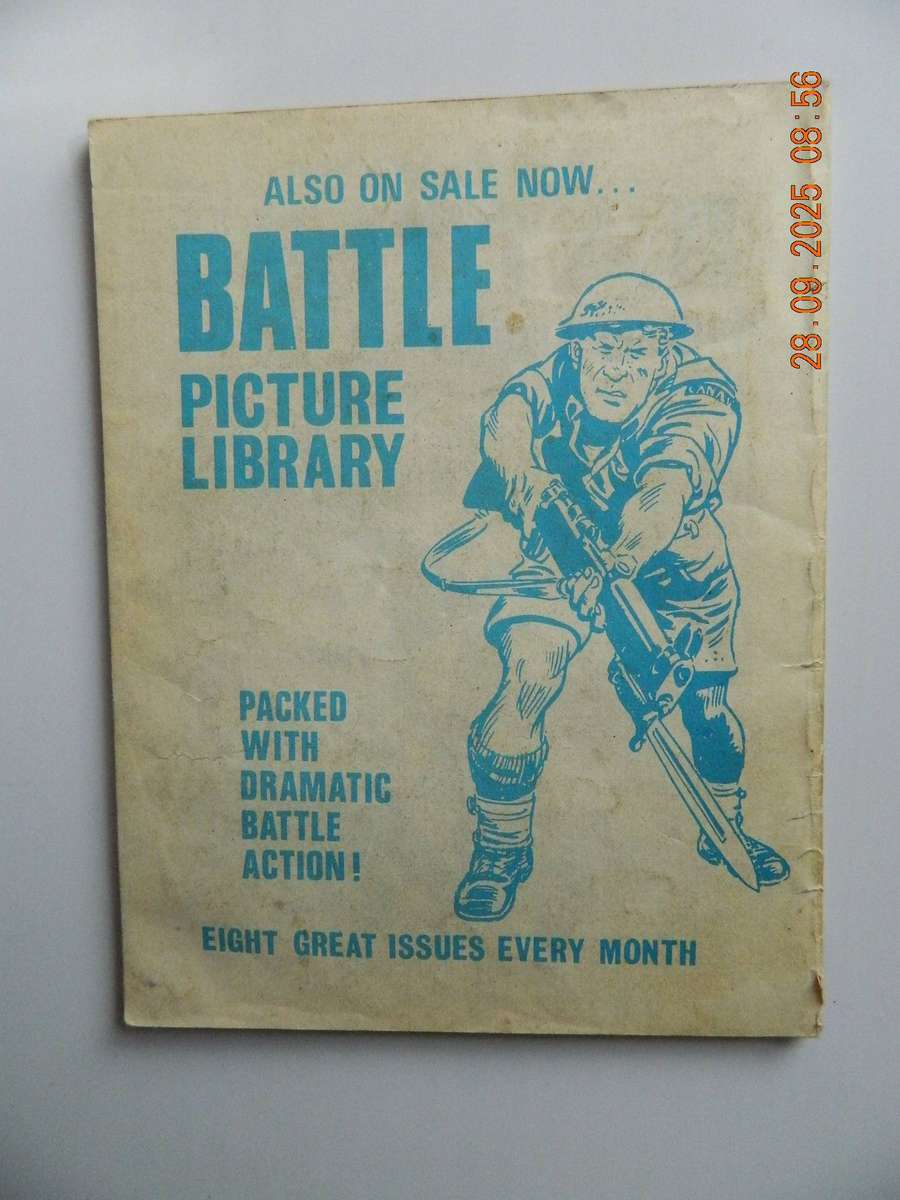 ALSO ON SALE NOW...
BATTLE
PICTURE
LIBRARY
PACKED
WITH
DRAMATIC
BATTLE
ACTION!
EIGHT GREAT ISSUES EVERY MONTH
28.09.2025 08:56